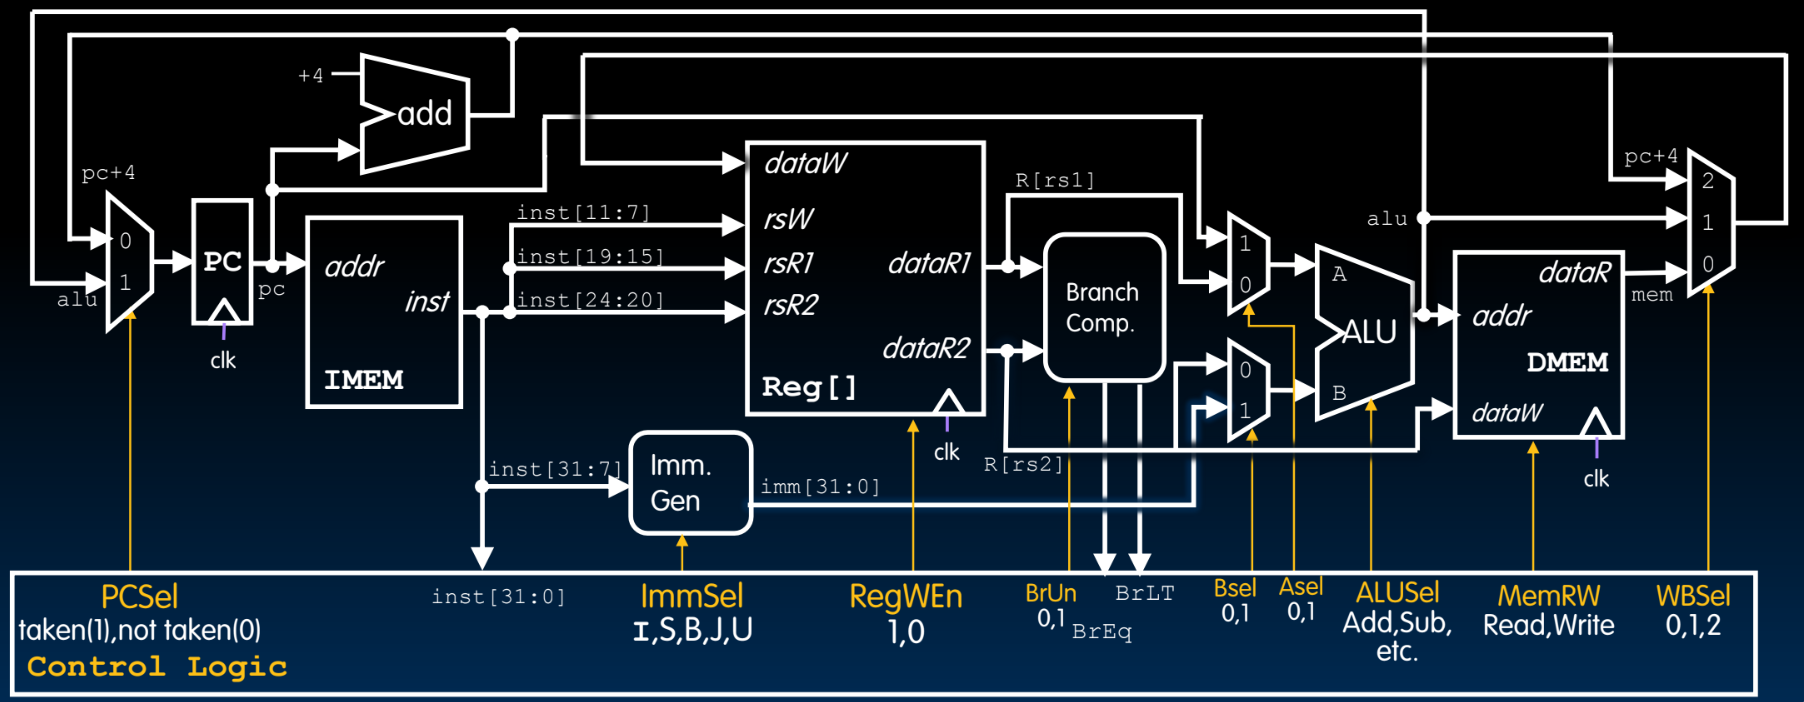 +4
add
pc+4
0
1
alu
PC
clk
pc
addr
inst
IMEM
inst[11:7]
inst[19:15]
inst[24:20]
dataW
rsW
rsR1
rsR2
dataR1
dataR2
Reg[]
clk
R[rs1]
R[rs2]
Branch
Comp.
1
0
0
1
A
B
ALU
alu
pc+4
2
1
0
dataR
mem
addr
DMEM
dataW
clk
inst[31:7]
Imm.
Gen
imm[31:0]
PCSel
taken(1),not taken(0)
Control Logic
inst[31:0]
ImmSel
I,S,B,J,U
RegWEn
1,0
BrUn
0,1
BrEq
BrLT
Bsel
0,1
Asel
0,1
ALUSel
Add,Sub,
etc.
MemRW
Read,Write
WBSel
0,1,2